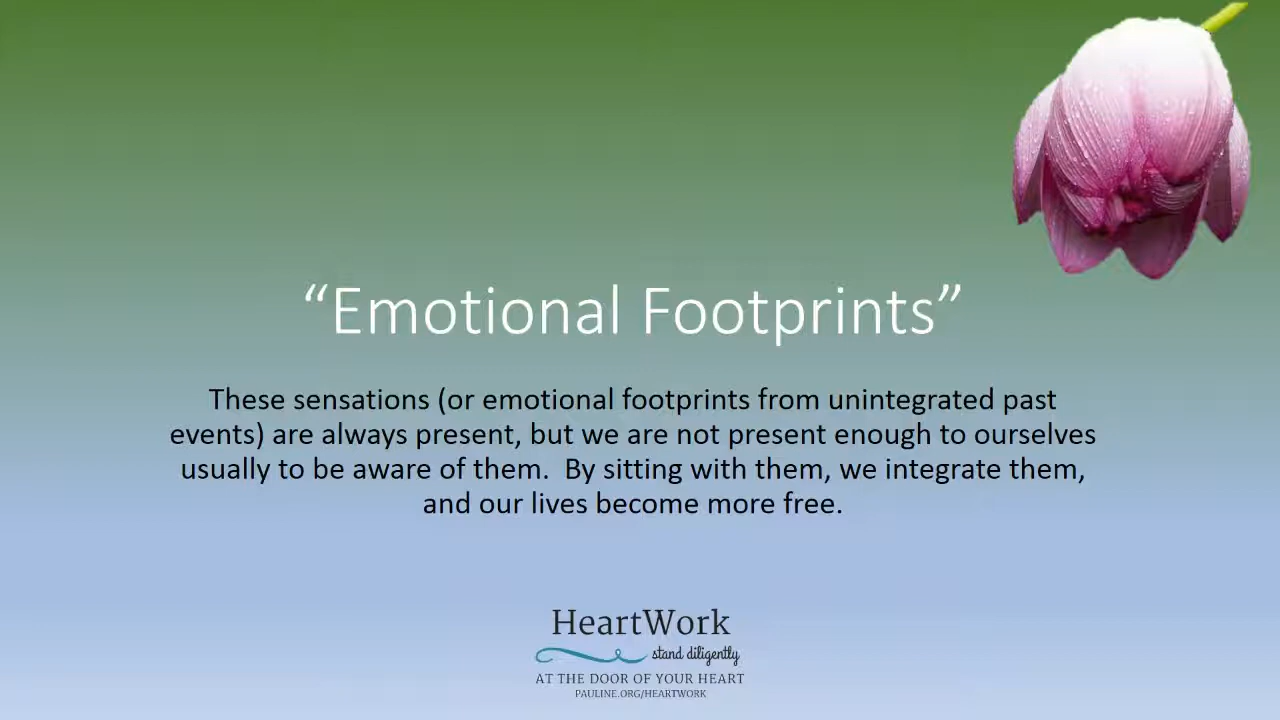 “Emotional Footprints”
These sensations (or emotional footprints from unintegrated past
events) are always present, but we are not present enough to ourselves
usually to be aware of them.  By sitting with them, we integrate them,
and our lives become more free.
HeartWork
stand diligently
AT THE DOOR OF YOUR HEART
PAULINE.ORG/HEARTWORK